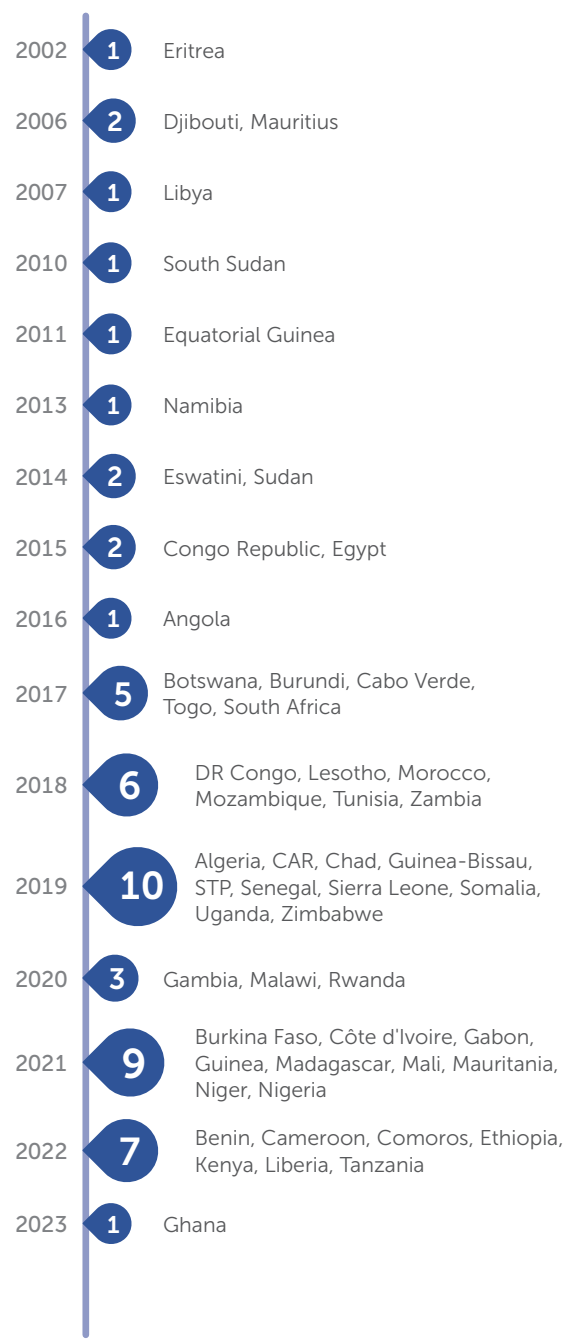 2002 1 Eritrea
2006 2 Djibouti, Mauritius
2007 1 Libya
2010 1 South Sudan
2011 1 Equatorial Guinea
2013 1 Namibia
2014 2 Eswatini, Sudan
2015 2 Congo Republic, Egypt
2016 1 Angola
2017 5 Botswana, Burundi, Cabo Verde,
Togo, South Africa
2018 6 DR Congo, Lesotho, Morocco,
Mozambique, Tunisia, Zambia
2019 10 Algeria, CAR, Chad, Guinea-Bissau,
STP, Senegal, Sierra Leone, Somalia,
Uganda, Zimbabwe
2020 3 Gambia, Malawi, Rwanda
2021 9 Burkina Faso, Côte d'Ivoire, Gabon,
Guinea, Madagascar, Mali, Mauritania,
Niger, Nigeria
2022 7 Benin, Cameroon, Comoros, Ethiopia,
Kenya, Liberia, Tanzania
2023 1 Ghana